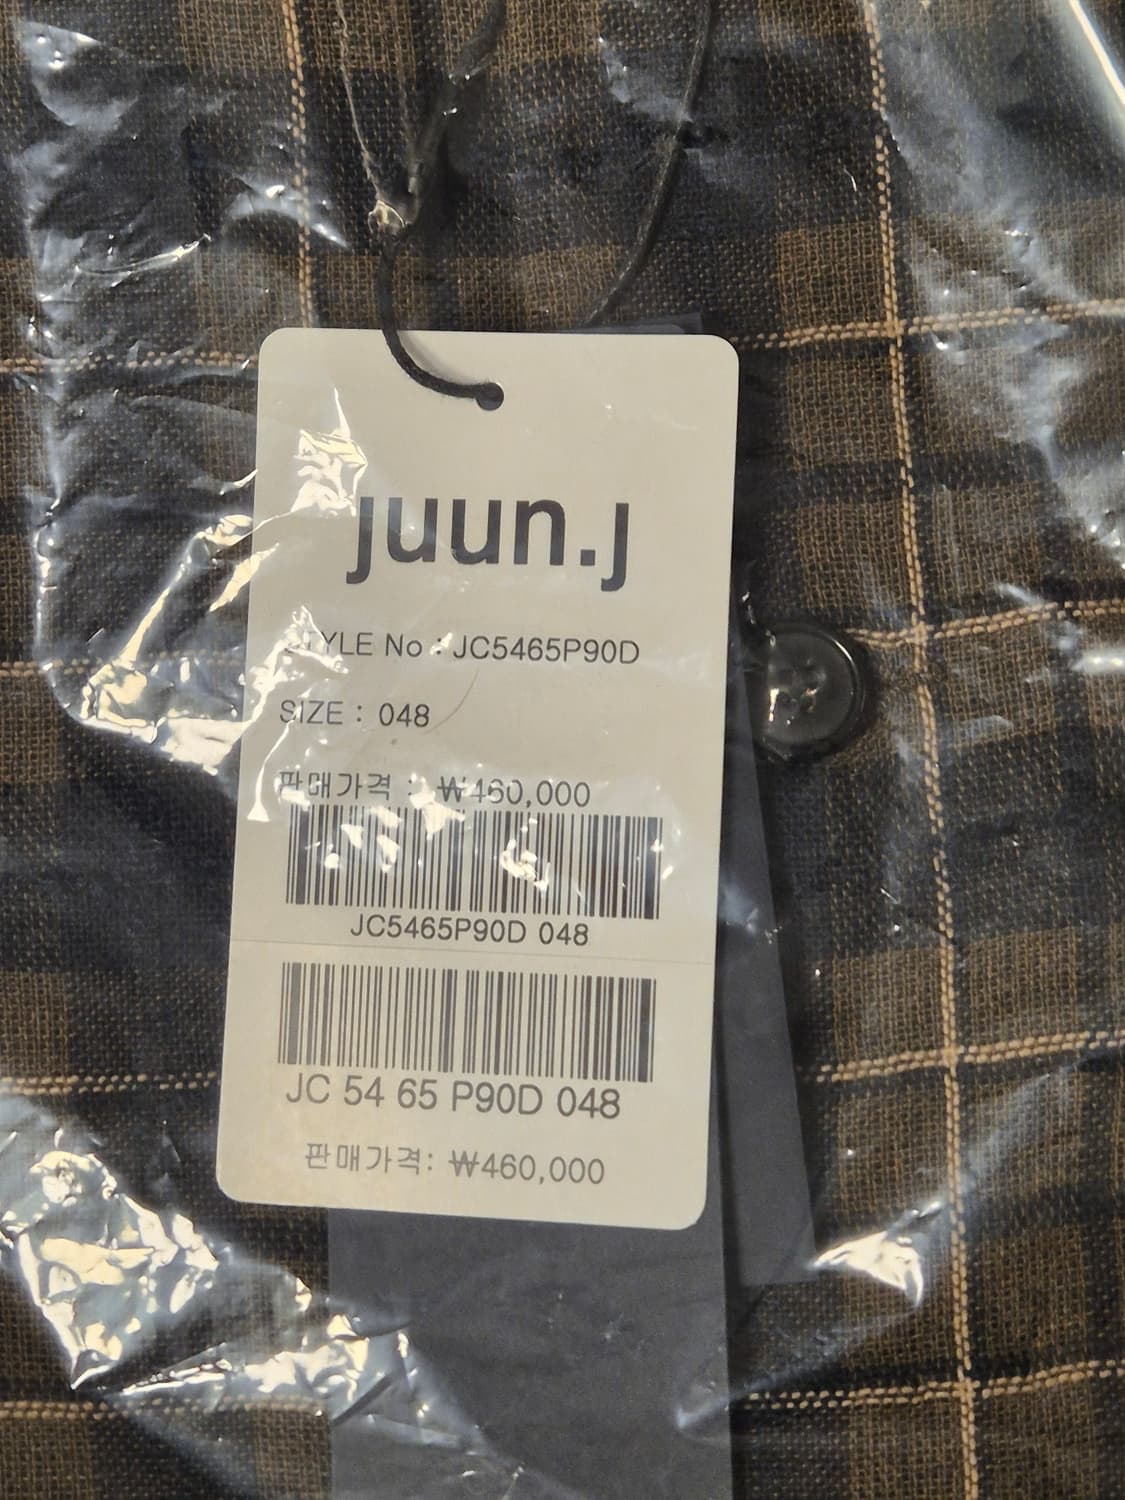 juun.j
STYLE No : JC5465P90D
SIZE : 048
판매가격 : ₩460,000
JC5465P90D 048
JC 54 65 P90D 048
판매가격: ₩460,000